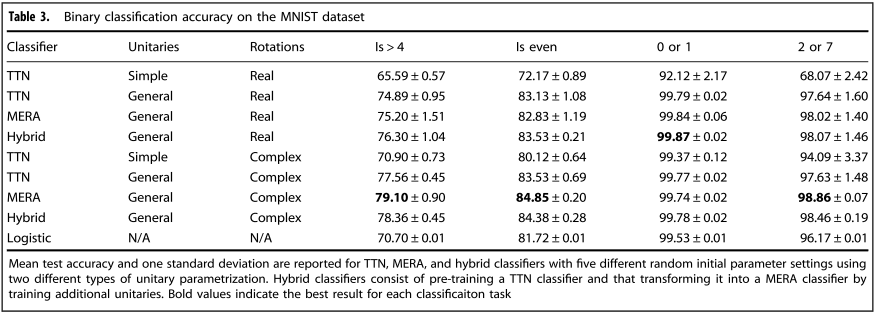 Table 3. Binary classification accuracy on the MNIST dataset
Classifier Unitaries Rotations Is > 4 Is even 0 or 1 2 or 7
TTN Simple Real 65.59 ± 0.57 72.17 ± 0.89 92.12 ± 2.17 68.07 ± 2.42
TTN General Real 74.89 ± 0.95 83.13 ± 1.08 99.79 ± 0.02 97.64 ± 1.60
MERA General Real 75.20 ± 1.51 82.83 ± 1.19 99.84 ± 0.06 98.02 ± 1.40
Hybrid General Real 76.30 ± 1.04 83.53 ± 0.21 99.87 ± 0.02 98.07 ± 1.46
TTN Simple Complex 70.90 ± 0.73 80.12 ± 0.64 99.37 ± 0.12 94.09 ± 3.37
TTN General Complex 77.56 ± 0.45 83.53 ± 0.69 99.77 ± 0.02 97.63 ± 1.48
MERA General Complex 79.10 ± 0.90 84.85 ± 0.20 99.74 ± 0.02 98.86 ± 0.07
Hybrid General Complex 78.36 ± 0.45 84.38 ± 0.28 99.78 ± 0.02 98.46 ± 0.19
Logistic N/A N/A 70.70 ± 0.01 81.72 ± 0.01 99.53 ± 0.01 96.17 ± 0.01
Mean test accuracy and one standard deviation are reported for TTN, MERA, and hybrid classifiers with five different random initial parameter settings using
two different types of unitary parametrization. Hybrid classifiers consist of pre-training a TTN classifier and that transforming it into a MERA classifier by
training additional unitaries. Bold values indicate the best result for each classificaiton task